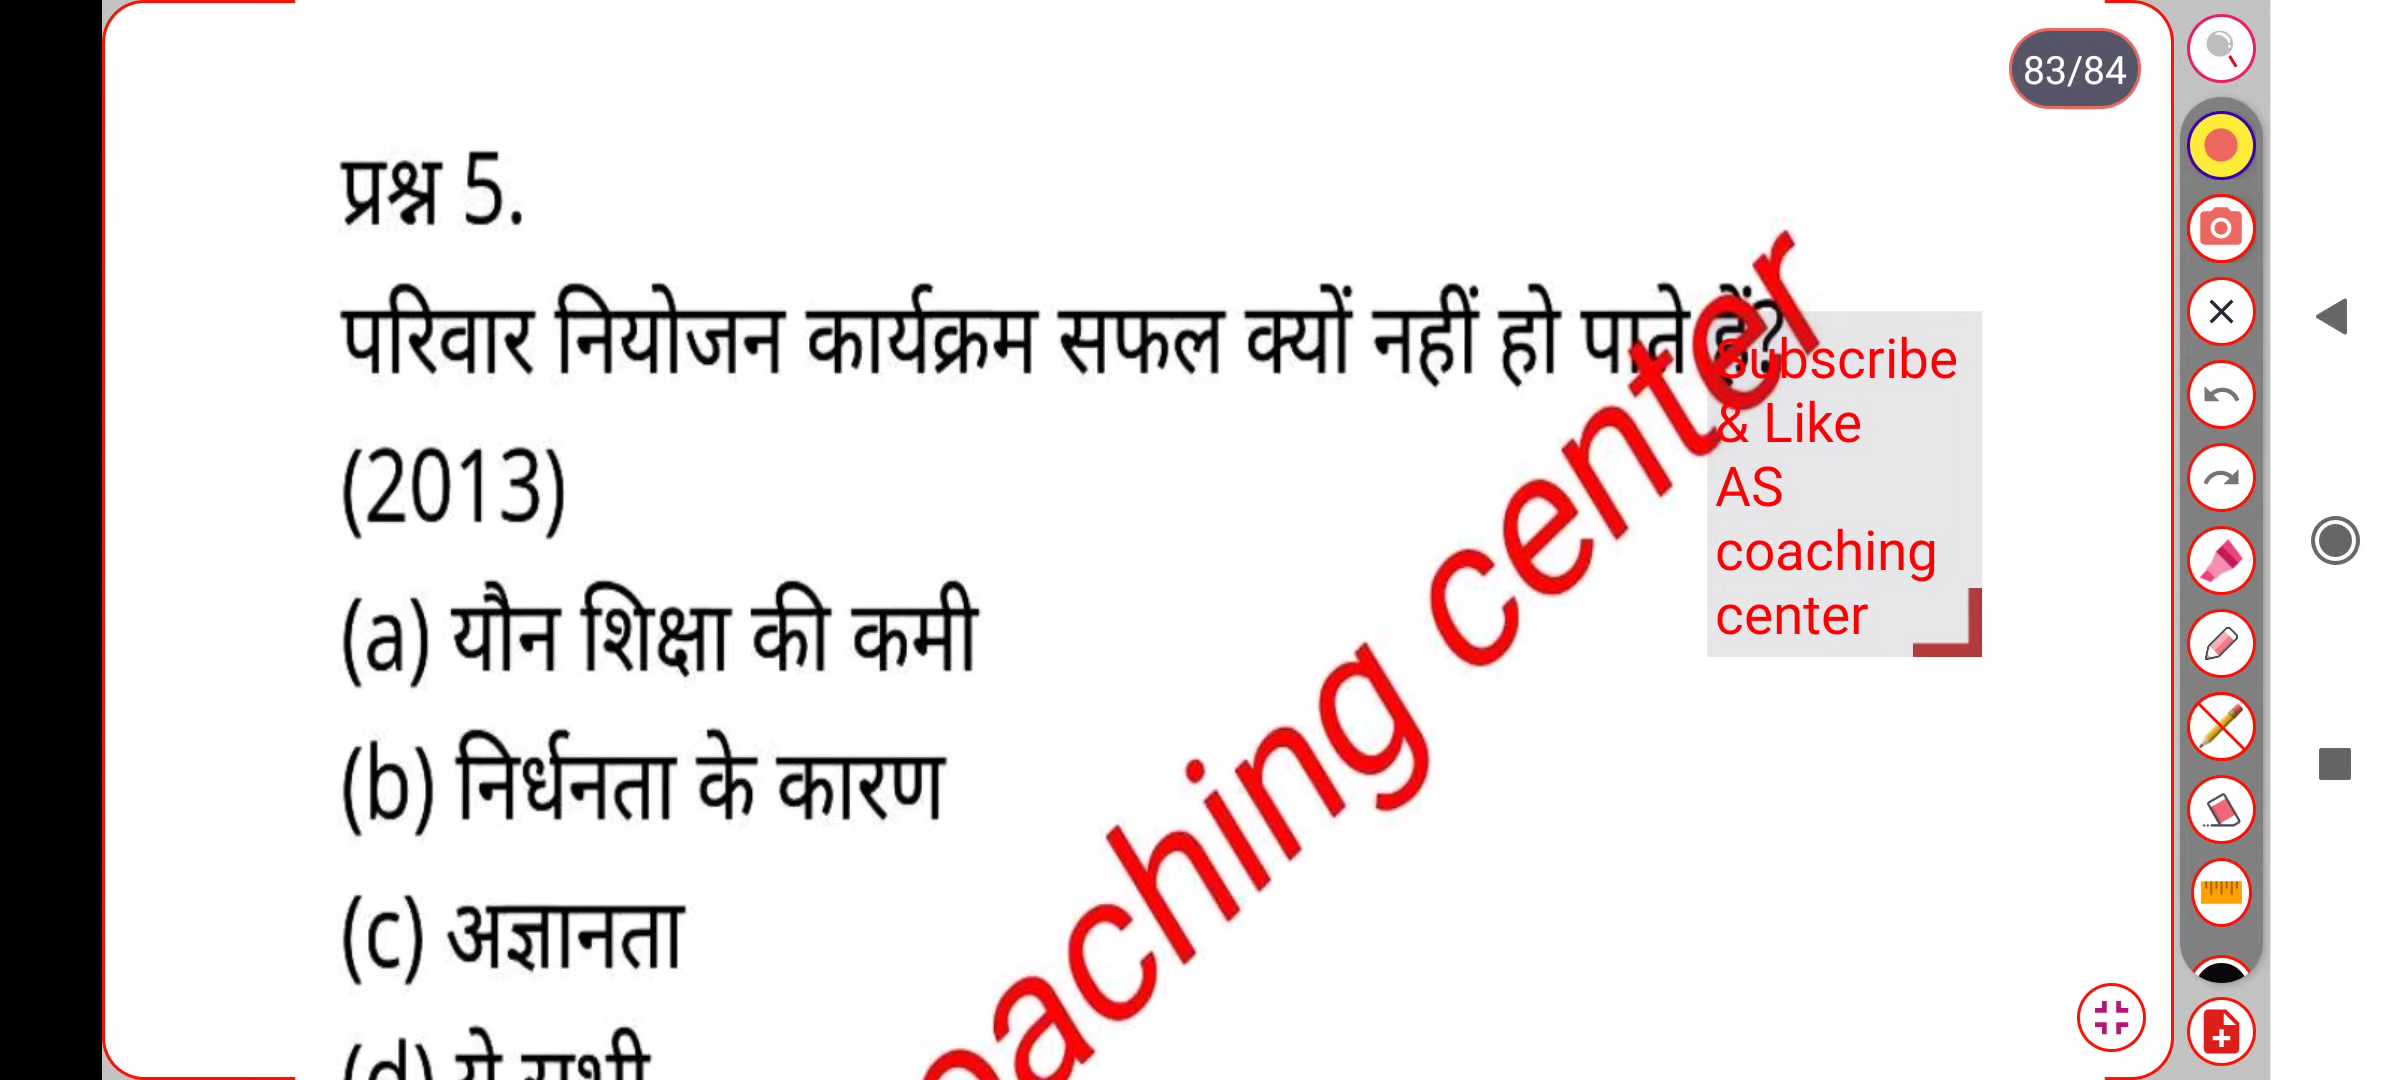 83/84
प्रश्न 5.
परिवार नियोजन कार्यक्रम सफल क्यों नहीं हो पाते हैं?
(2013)
(a) यौन शिक्षा की कमी
(b) निर्धनता के कारण
(c) अज्ञानता
(d) ये सभी
Subscribe
& Like
AS
coaching
center
coaching center